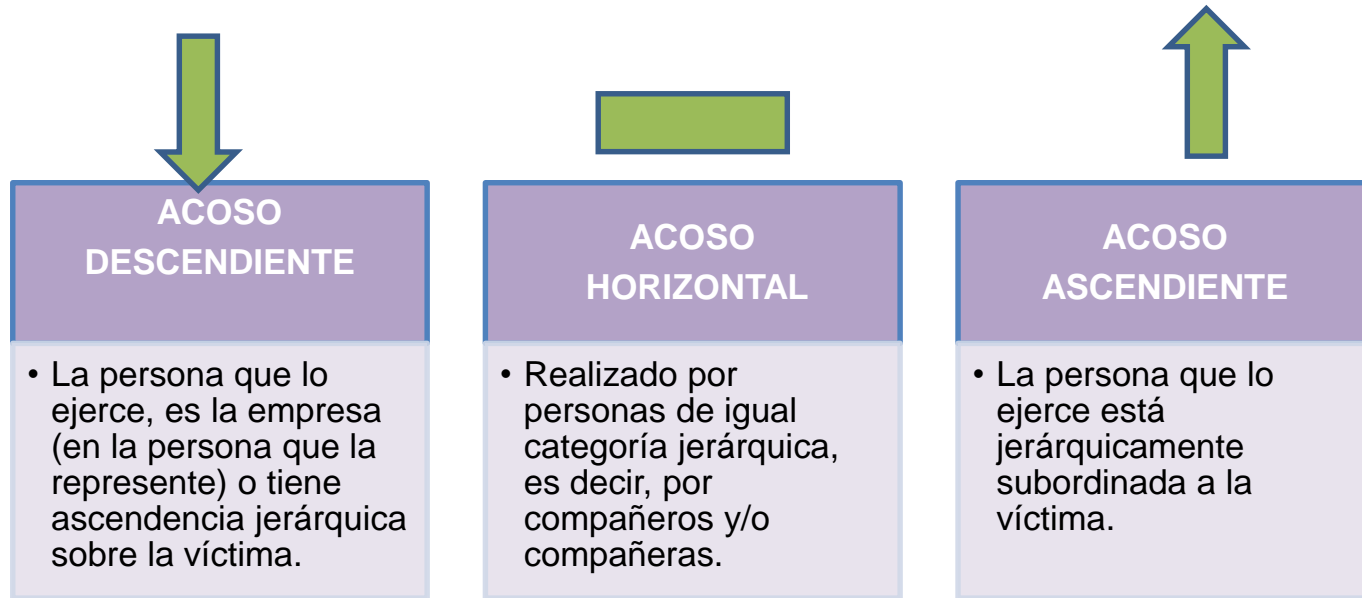 ACOSO
DESCENDIENTE
• La persona que lo
ejerce, es la empresa
(en la persona que la
represente) o tiene
ascendencia jerárquica
sobre la víctima.
ACOSO
HORIZONTAL
• Realizado por
personas de igual
categoría jerárquica,
es decir, por
compañeros y/o
compañeras.
ACOSO
ASCENDIENTE
• La persona que lo
ejerce está
jerárquicamente
subordinada a la
víctima.